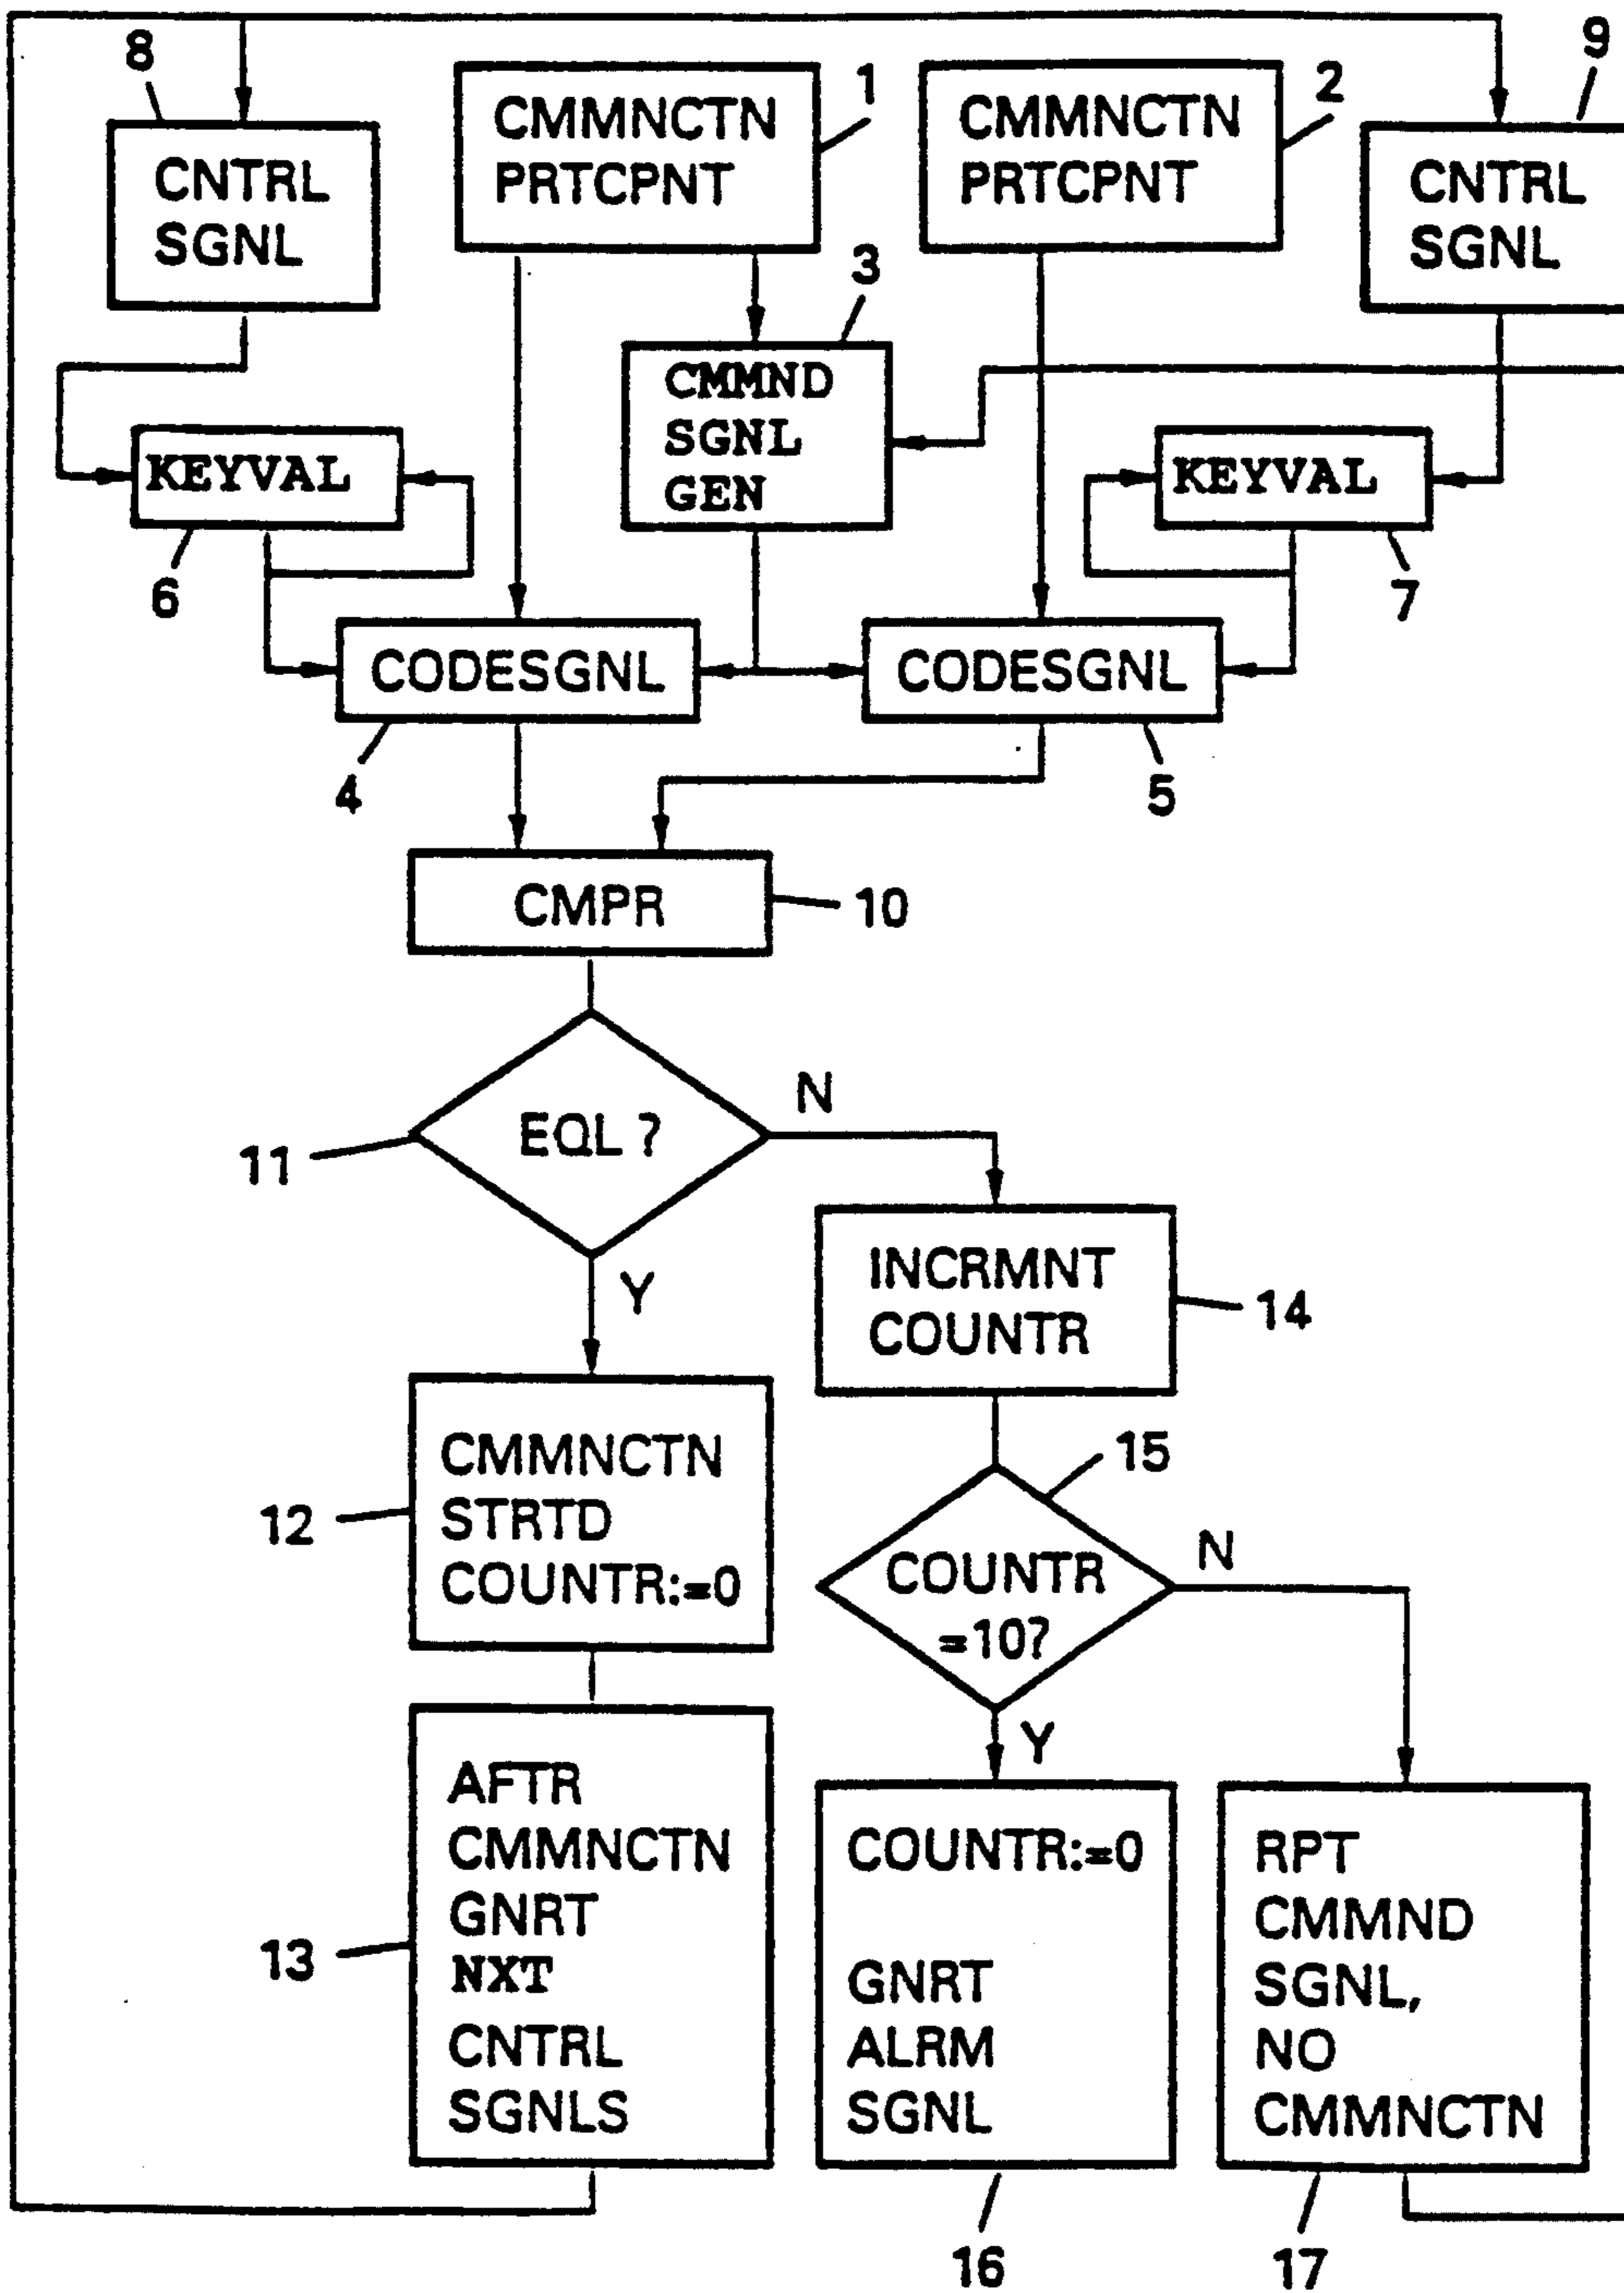 8
1
2
9
CNTRL
SGNL
CMMNCTN
PRTCPNT
CMMNCTN
PRTCPNT
CNTRL
SGNL
3
CMMND
SGNL
GEN
KEYVAL
KEYVAL
6
7
CODESGNL
CODESGNL
4
5
CMPR
10
EQL ?
N
11
Y
INCRMNT
COUNTR
14
CMMNCTN
STRTD
COUNTR:=0
12
15
COUNTR
=10?
N
Y
AFTR
CMMNCTN
GNRT
NXT
CNTRL
SGNLS
13
COUNTR:=0
GNRT
ALRM
SGNL
RPT
CMMND
SGNL,
NO
CMMNCTN
16
17